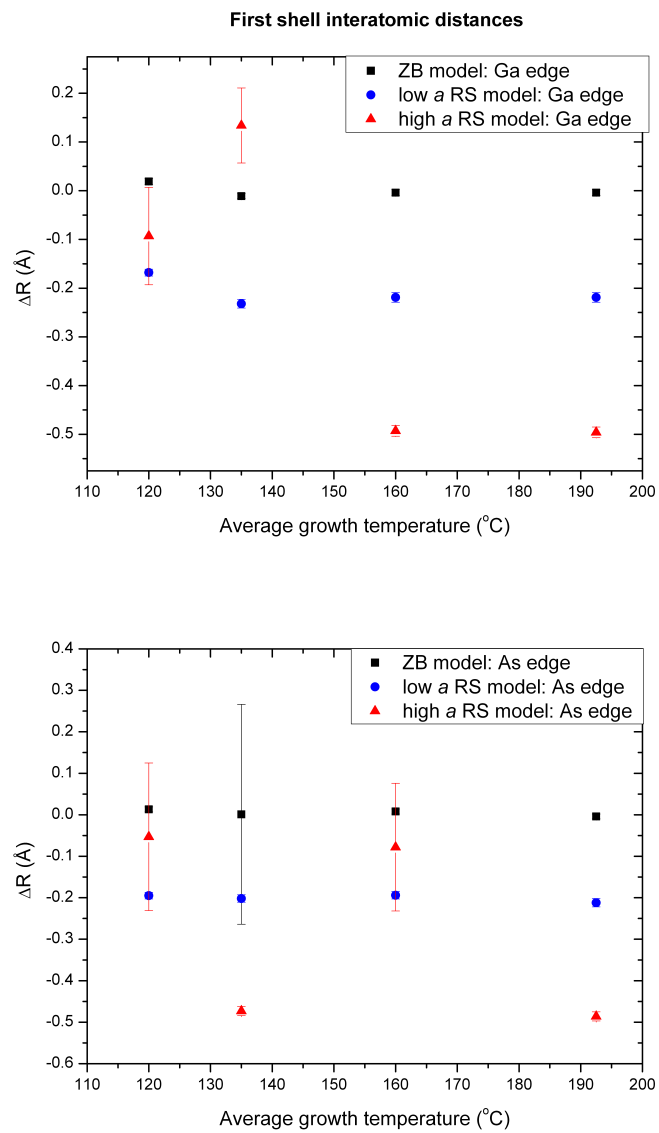 First shell interatomic distances
ZB model: Ga edge
low a RS model: Ga edge
high a RS model: Ga edge
0.2
0.1
0.0
-0.1
-0.2
-0.3
-0.4
-0.5
ΔR (Å)
110 120 130 140 150 160 170 180 190 200
Average growth temperature (°C)
ZB model: As edge
low a RS model: As edge
high a RS model: As edge
0.4
0.3
0.2
0.1
0.0
-0.1
-0.2
-0.3
-0.4
-0.5
-0.6
ΔR (Å)
110 120 130 140 150 160 170 180 190 200
Average growth temperature (°C)